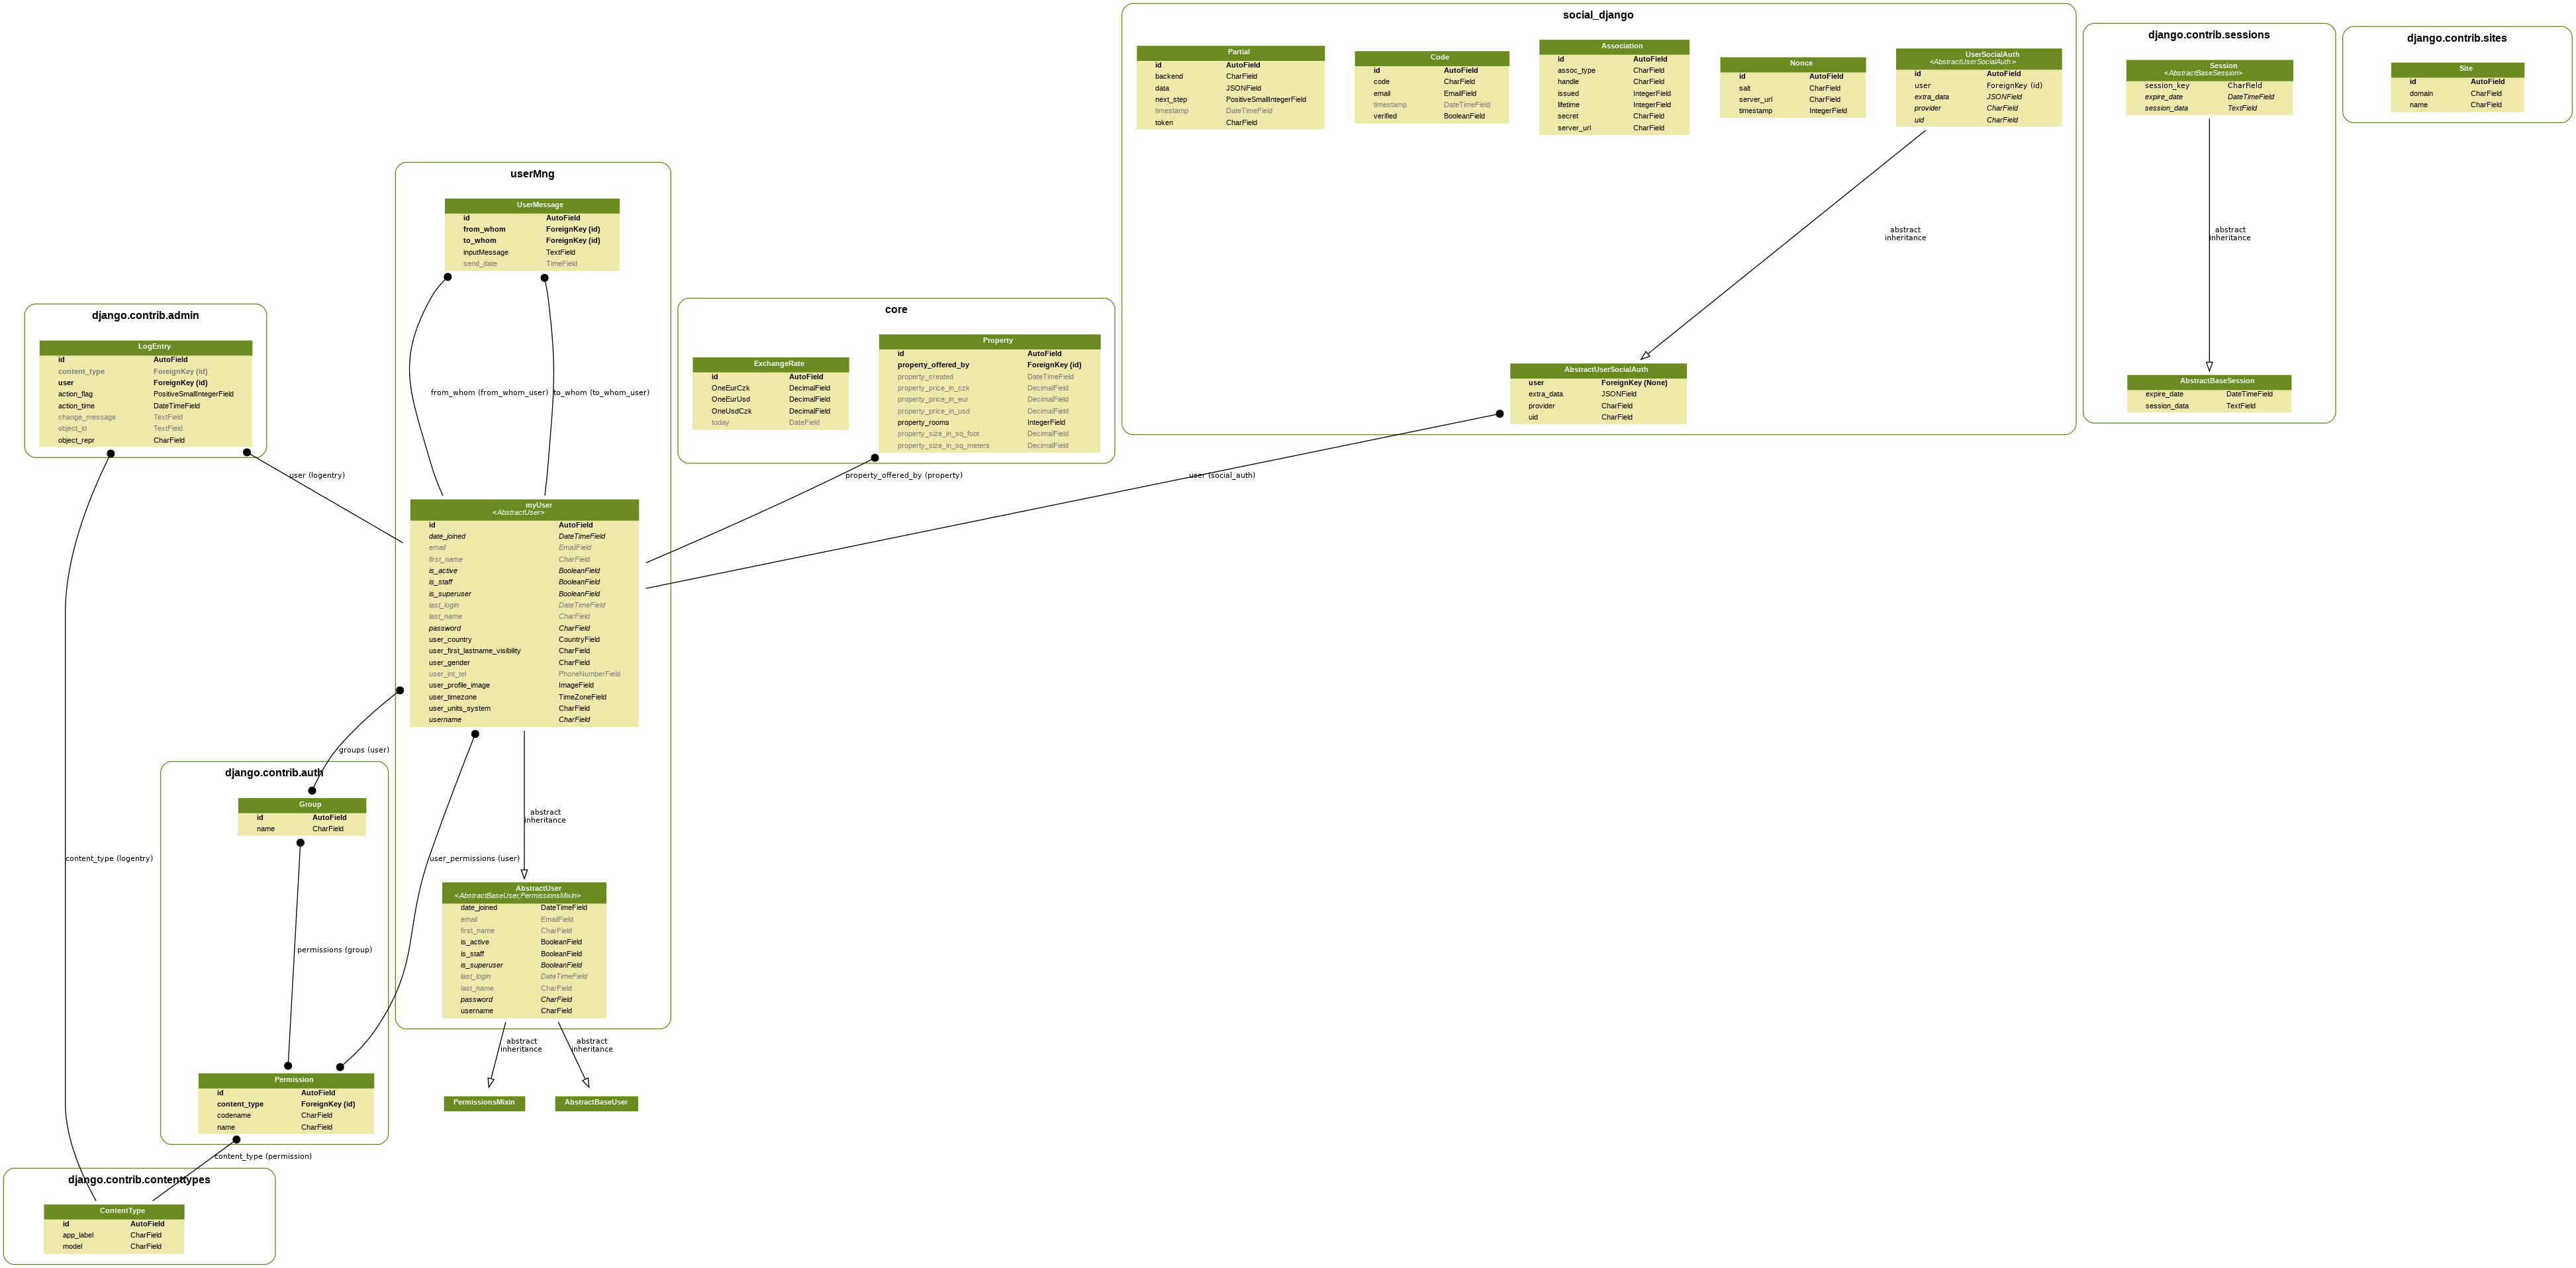 social_django
Partial
id AutoField
backend CharField
data JSONField
next_step PositiveSmallIntegerField
timestamp DateTimeField
token CharField
Code
id AutoField
code CharField
email EmailField
timestamp DateTimeField
verified BooleanField
Association
id AutoField
assoc_type CharField
handle CharField
issued IntegerField
lifetime IntegerField
secret CharField
server_url CharField
Nonce
id AutoField
salt CharField
server_url CharField
timestamp IntegerField
UserSocialAuth
<AbstractUserSocialAuth>
id AutoField
user ForeignKey (id)
extra_data JSONField
provider CharField
uid CharField
abstract
inheritance
AbstractUserSocialAuth
user ForeignKey (None)
extra_data JSONField
provider CharField
uid CharField
django.contrib.sessions
Session
<AbstractBaseSession>
session_key CharField
expire_date DateTimeField
session_data TextField
abstract
inheritance
AbstractBaseSession
expire_date DateTimeField
session_data TextField
django.contrib.sites
Site
id AutoField
domain CharField
name CharField
userMng
UserMessage
id AutoField
from_whom ForeignKey (id)
to_whom ForeignKey (id)
inputMessage TextField
send_date TimeField
from_whom (from_whom_user)
to_whom (to_whom_user)
django.contrib.admin
LogEntry
id AutoField
content_type ForeignKey (id)
user ForeignKey (id)
action_flag PositiveSmallIntegerField
action_time DateTimeField
change_message TextField
object_id TextField
object_repr CharField
user (logentry)
core
ExchangeRate
id AutoField
OneEurCzk DecimalField
OneEurUsd DecimalField
OneUsdCzk DecimalField
today DateField
Property
id AutoField
property_offered_by ForeignKey (id)
property_created DateTimeField
property_price_in_czk DecimalField
property_price_in_eur DecimalField
property_price_in_usd DecimalField
property_rooms IntegerField
property_size_in_sq_foot DecimalField
property_size_in_sq_meters DecimalField
property_offered_by (property)
user (social_auth)
myUser
<AbstractUser>
id AutoField
date_joined DateTimeField
email EmailField
first_name CharField
is_active BooleanField
is_staff BooleanField
is_superuser BooleanField
last_login DateTimeField
last_name CharField
password CharField
user_country CountryField
user_first_lastname_visibility CharField
user_gender CharField
user_int_tel PhoneNumberField
user_profile_image ImageField
user_timezone TimeZoneField
user_units_system CharField
username CharField
groups (user)
django.contrib.auth
Group
id AutoField
name CharField
abstract
inheritance
content_type (logentry)
user_permissions (user)
AbstractUser
<AbstractBaseUser,PermissionsMixin>
date_joined DateTimeField
email EmailField
first_name CharField
is_active BooleanField
is_staff BooleanField
is_superuser BooleanField
last_login DateTimeField
last_name CharField
password CharField
username CharField
permissions (group)
abstract
inheritance
abstract
inheritance
Permission
id AutoField
content_type ForeignKey (id)
codename CharField
name CharField
PermissionsMixin
AbstractBaseUser
content_type (permission)
django.contrib.contenttypes
ContentType
id AutoField
app_label CharField
model CharField